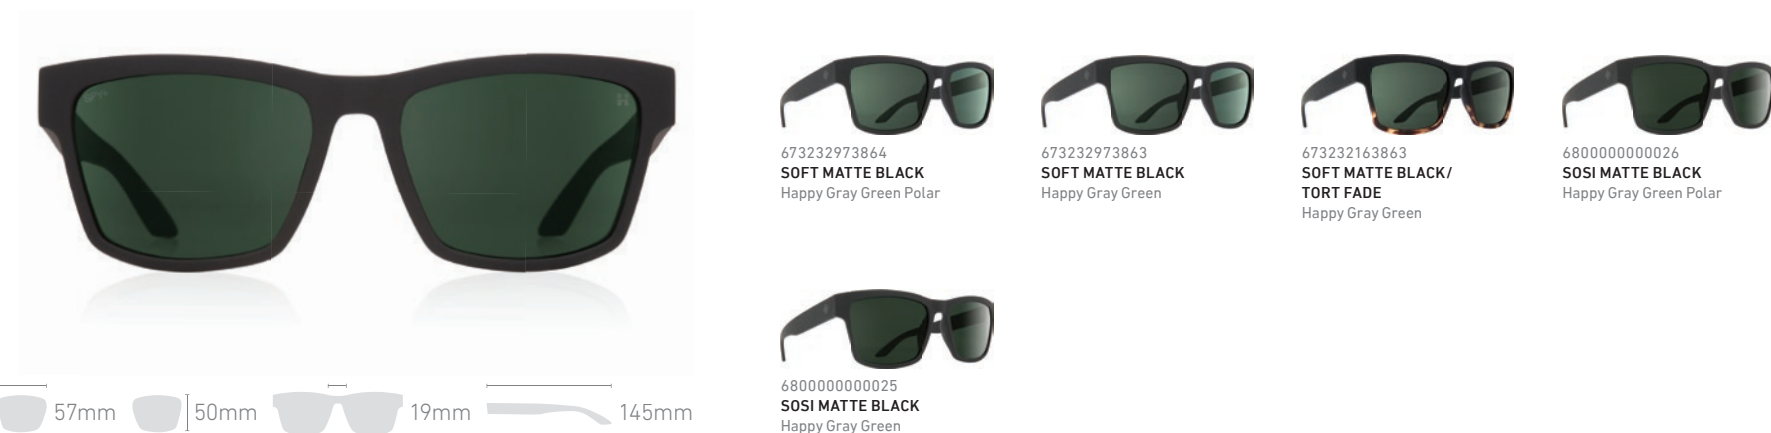 SPY+
673232973864
SOFT MATTE BLACK
Happy Gray Green Polar
673232973863
SOFT MATTE BLACK
Happy Gray Green
673232163863
SOFT MATTE BLACK/
TORT FADE
Happy Gray Green
6800000000026
SOSI MATTE BLACK
Happy Gray Green Polar
6800000000025
SOSI MATTE BLACK
Happy Gray Green
57mm
50mm
19mm
145mm